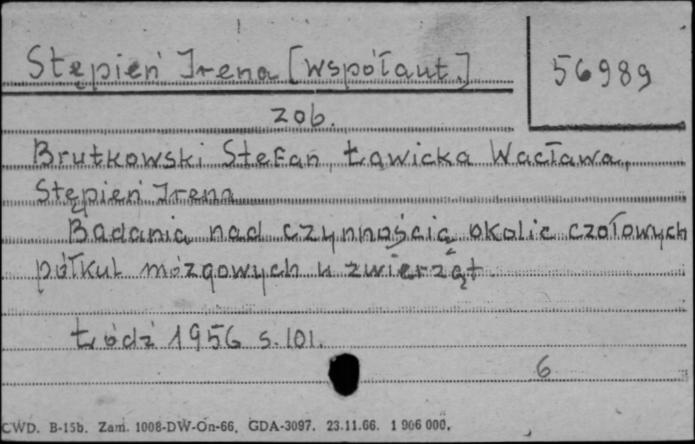 Stępień Irena [współaut.]
56989
zob.
Brutkowski Stefan, Ławicka Wacława,
Stępień Irena
Badania nad czynnością okolic czołowych
półkul mózgowych u zwierząt.
Łódź 1956 s. 101.
6
CWD. B-15b. Zam. 1008-DW-On-66. GDA-3097. 23.11.66. 1 906 000.